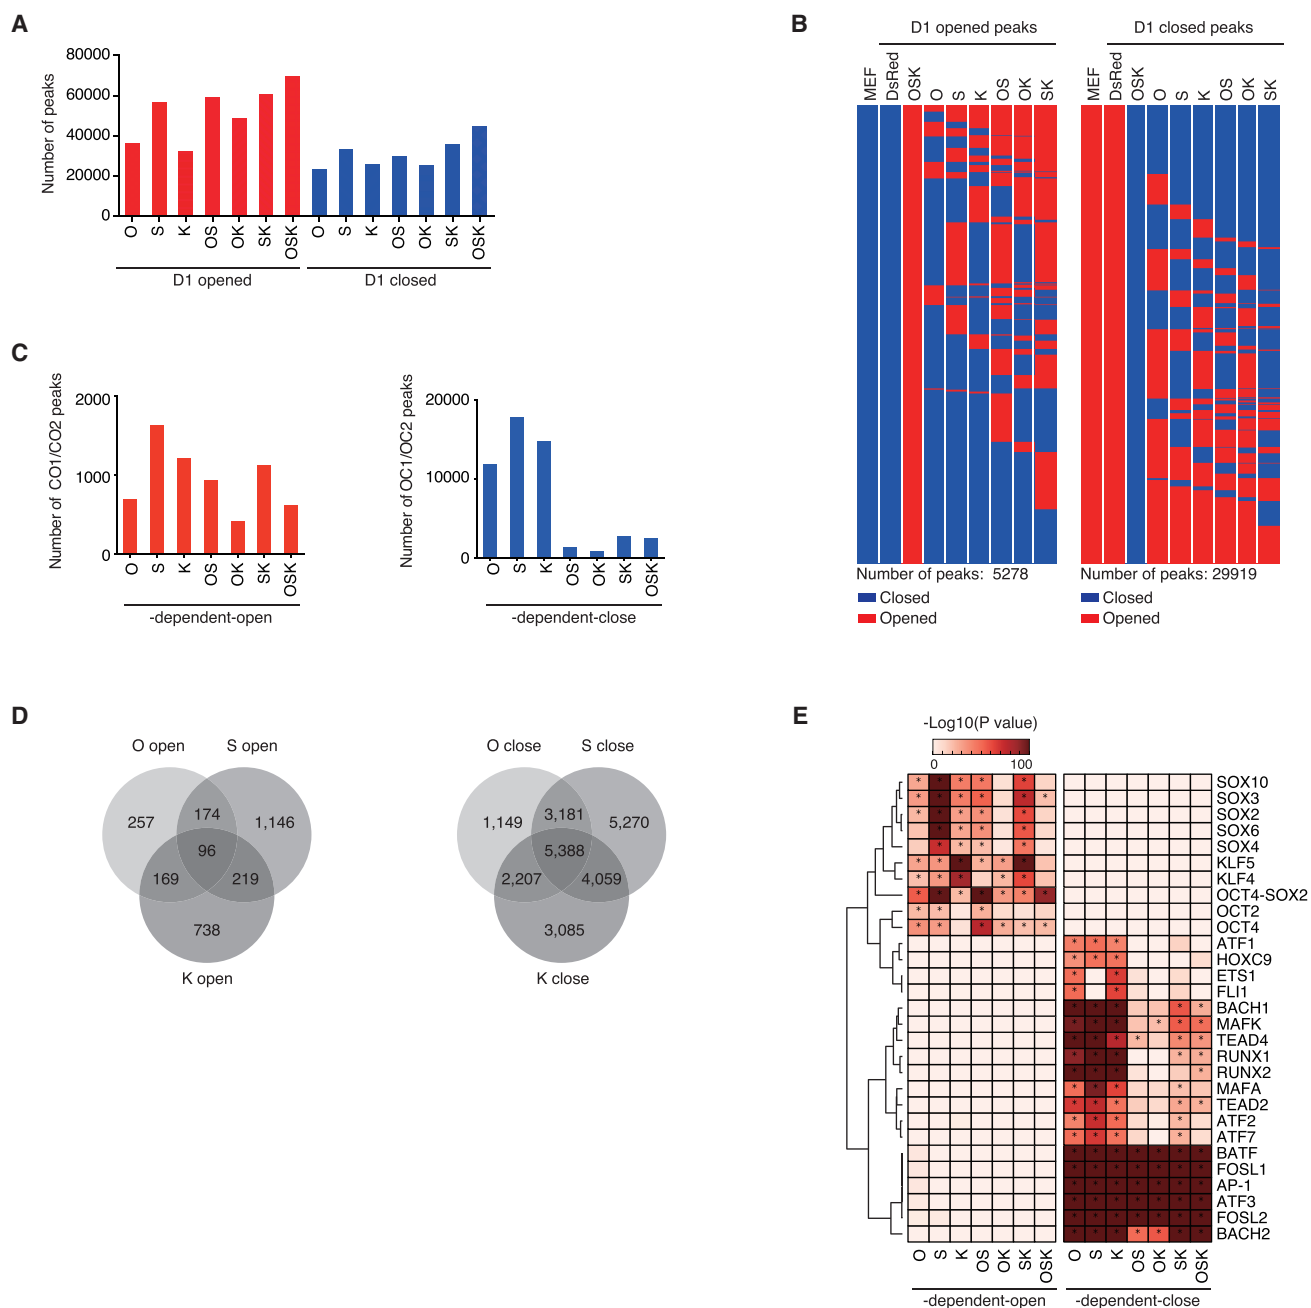 A
Number of peaks
80000
60000
40000
20000
0
O
S
K
OS
OK
SK
OSK
O
S
K
OS
OK
SK
OSK
D1 opened
D1 closed
B
D1 opened peaks
D1 closed peaks
MEF
DsRed
OSK
O
S
K
OS
OK
SK
MEF
DsRed
OSK
O
S
K
OS
OK
SK
Number of peaks: 5278
Number of peaks: 29919
Closed
Opened
Closed
Opened
C
Number of CO1/CO2 peaks
2000
1000
0
O
S
K
OS
OK
SK
OSK
-dependent-open
Number of OC1/OC2 peaks
20000
10000
0
O
S
K
OS
OK
SK
OSK
-dependent-close
D
O open
S open
257
174
1,146
96
169
219
738
K open
O close
S close
1,149
3,181
5,270
5,388
2,207
4,059
3,085
K close
E
-Log10(P value)
0
100
SOX10
SOX3
SOX2
SOX6
SOX4
KLF5
KLF4
OCT4-SOX2
OCT2
OCT4
ATF1
HOXC9
ETS1
FLI1
BACH1
MAFK
TEAD4
RUNX1
RUNX2
MAFA
TEAD2
ATF2
ATF7
BATF
FOSL1
AP-1
ATF3
FOSL2
BACH2
O
S
K
OS
OK
SK
OSK
O
S
K
OS
OK
SK
OSK
-dependent-open
-dependent-close